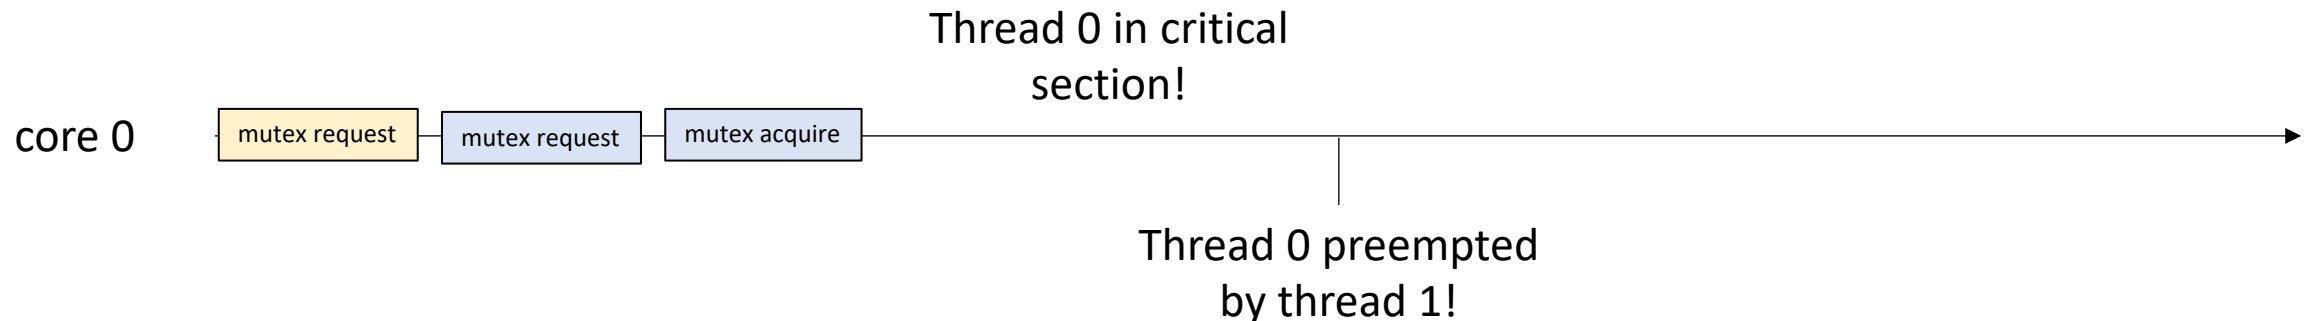 Thread 0 in critical
section!
core 0
mutex request
mutex request
mutex acquire
Thread 0 preempted
by thread 1!